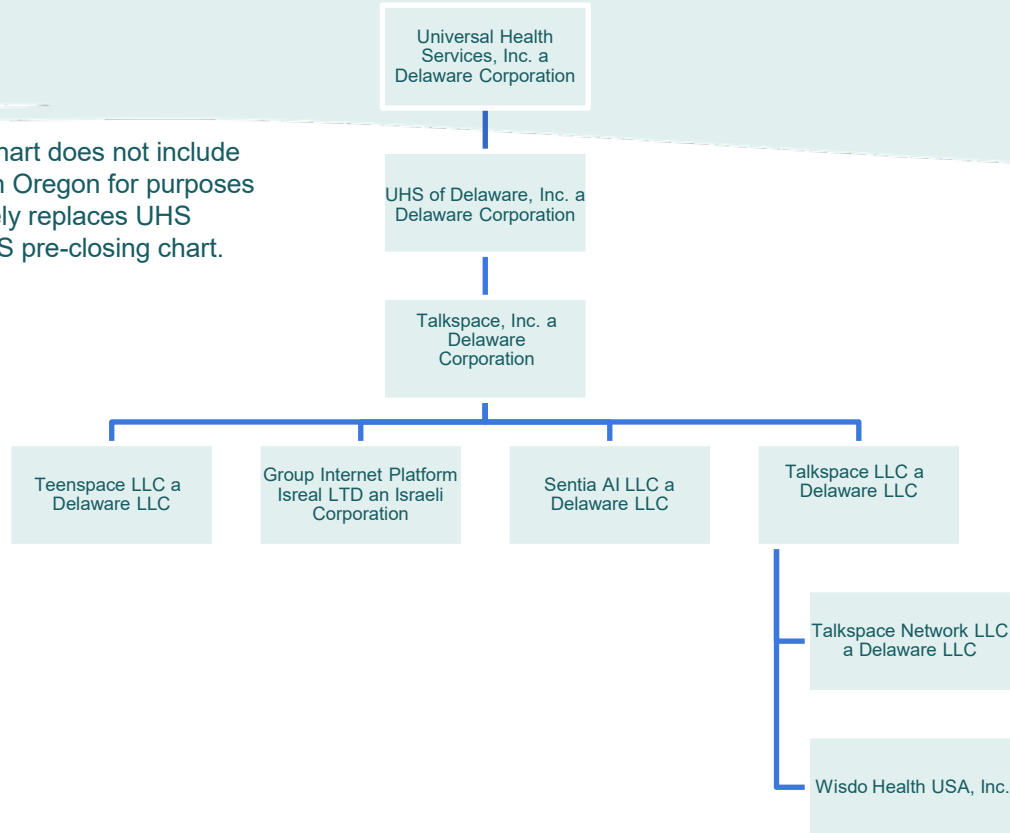 Universal Health
Services, Inc. a
Delaware Corporation
hart does not include
n Oregon for purposes
ely replaces UHS
S pre-closing chart.
UHS of Delaware, Inc. a
Delaware Corporation
Talkspace, Inc. a
Delaware
Corporation
Teenspace LLC a
Delaware LLC
Group Internet Platform
Isreal LTD an Israeli
Corporation
Sentia AI LLC a
Delaware LLC
Talkspace LLC a
Delaware LLC
Talkspace Network LLC
a Delaware LLC
Wisdo Health USA, Inc.